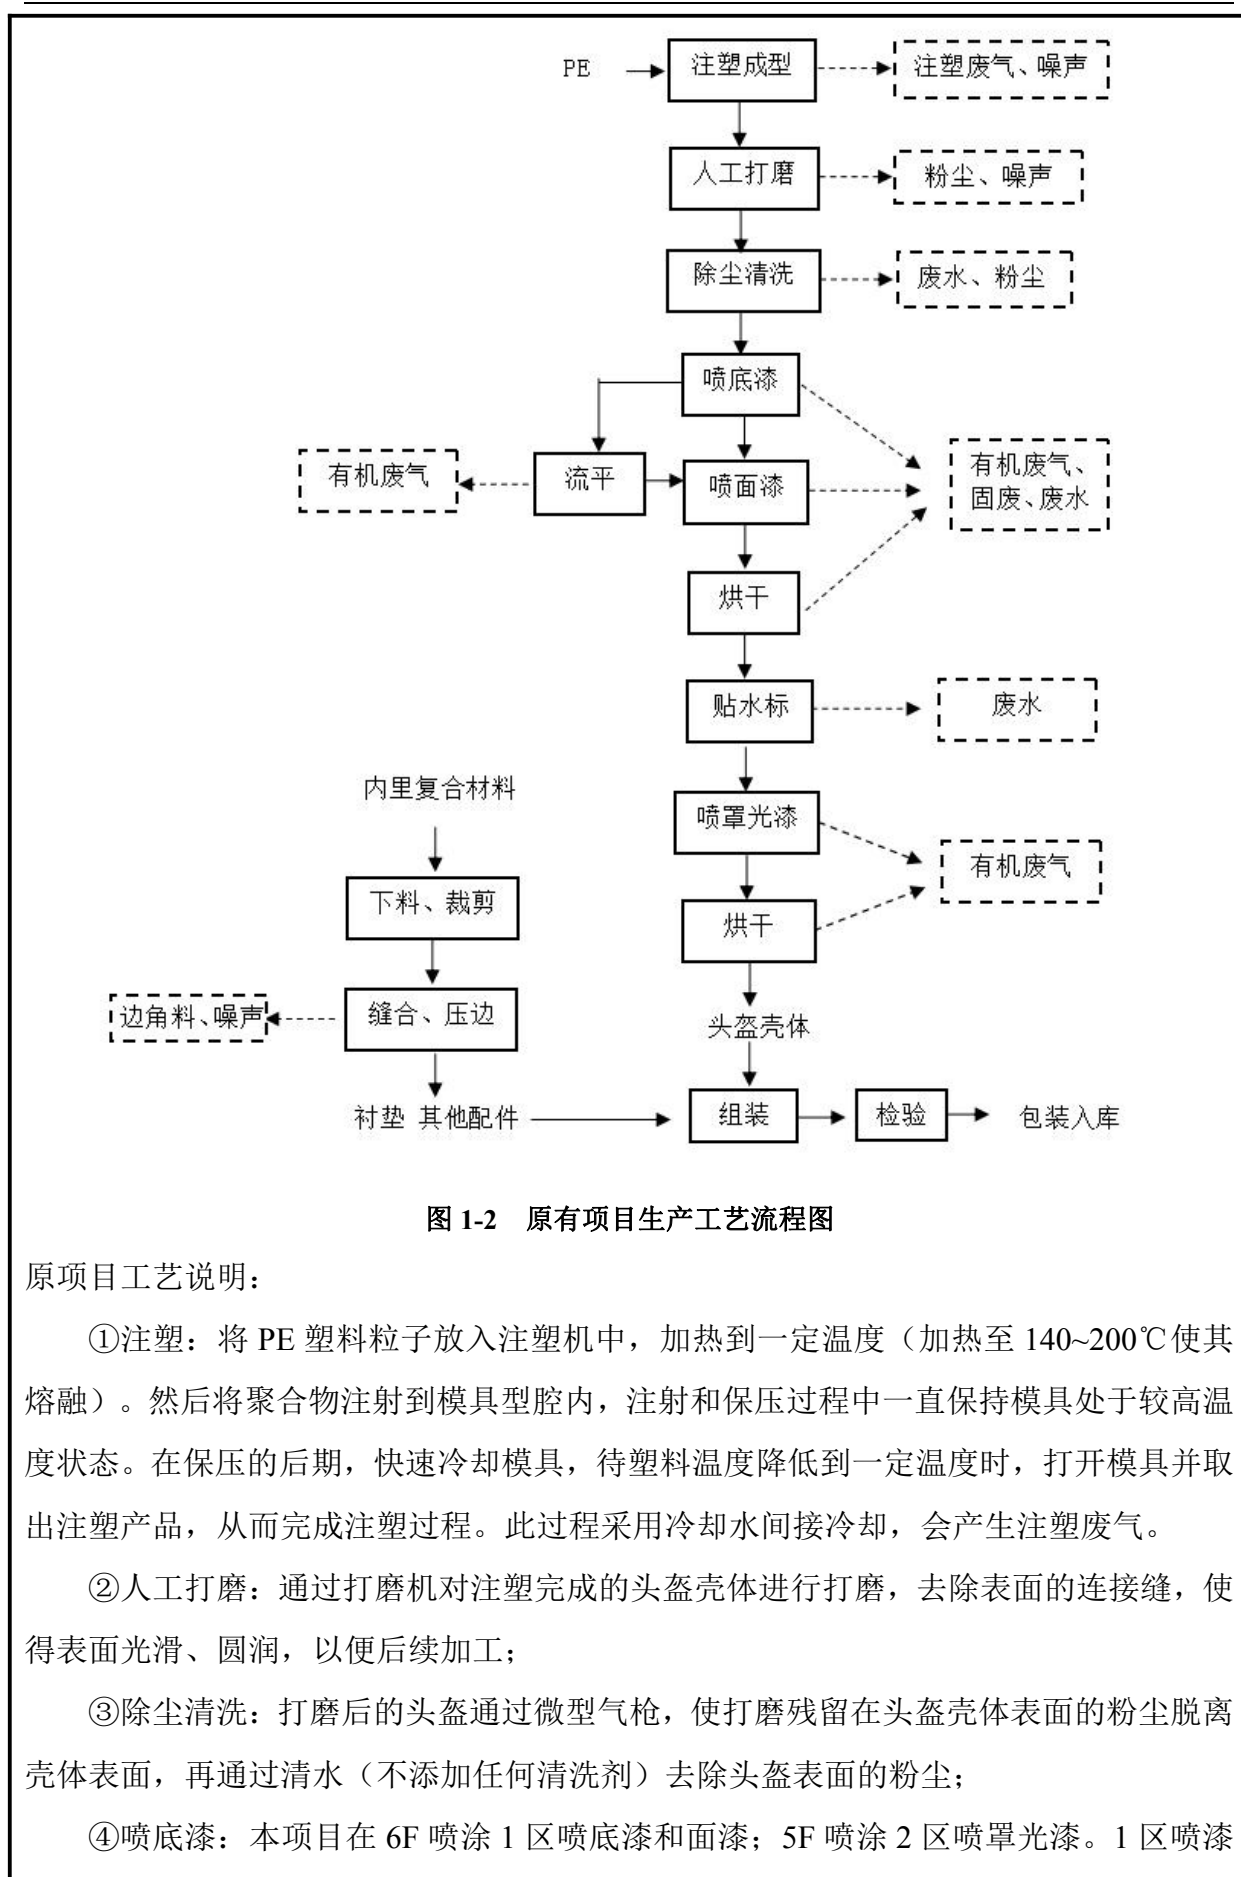 PE
注塑成型
注塑废气、噪声
人工打磨
粉尘、噪声
除尘清洗
废水、粉尘
喷底漆
有机废气
流平
喷面漆
有机废气、
固废、废水
烘干
贴水标
废水
内里复合材料
喷罩光漆
有机废气
下料、裁剪
烘干
边角料、噪声
缝合、压边
头盔壳体
衬垫 其他配件
组装
检验
包装入库
图 1-2 原有项目生产工艺流程图
原项目工艺说明：
①注塑：将 PE 塑料粒子放入注塑机中，加热到一定温度（加热至 140~200℃使其
熔融）。然后将聚合物注射到模具型腔内，注射和保压过程中一直保持模具处于较高温
度状态。在保压的后期，快速冷却模具，待塑料温度降低到一定温度时，打开模具并取
出注塑产品，从而完成注塑过程。此过程采用冷却水间接冷却，会产生注塑废气。
②人工打磨：通过打磨机对注塑完成的头盔壳体进行打磨，去除表面的连接缝，使
得表面光滑、圆润，以便后续加工；
③除尘清洗：打磨后的头盔通过微型气枪，使打磨残留在头盔壳体表面的粉尘脱离
壳体表面，再通过清水（不添加任何清洗剂）去除头盔表面的粉尘；
④喷底漆：本项目在 6F 喷涂 1 区喷底漆和面漆；5F 喷涂 2 区喷罩光漆。1 区喷漆